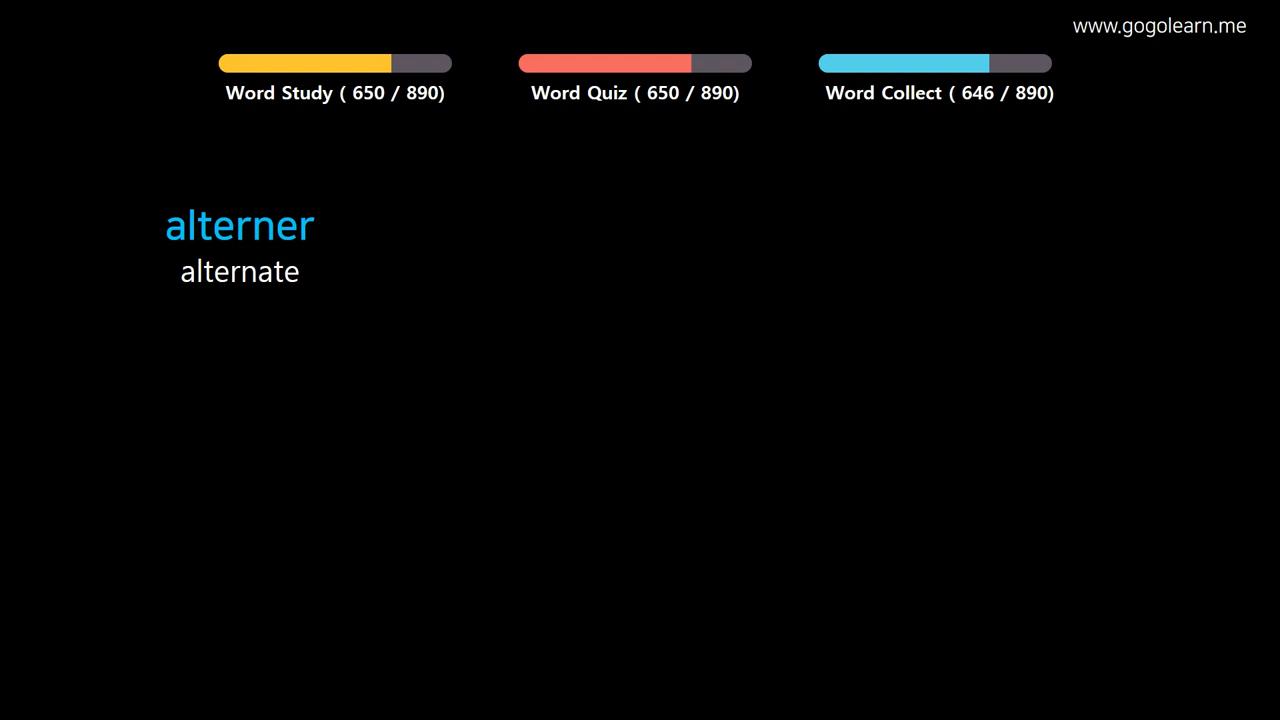 www.gogolearn.me
Word Study ( 650 / 890)
Word Quiz ( 650 / 890)
Word Collect ( 646 / 890)
alterner
alternate